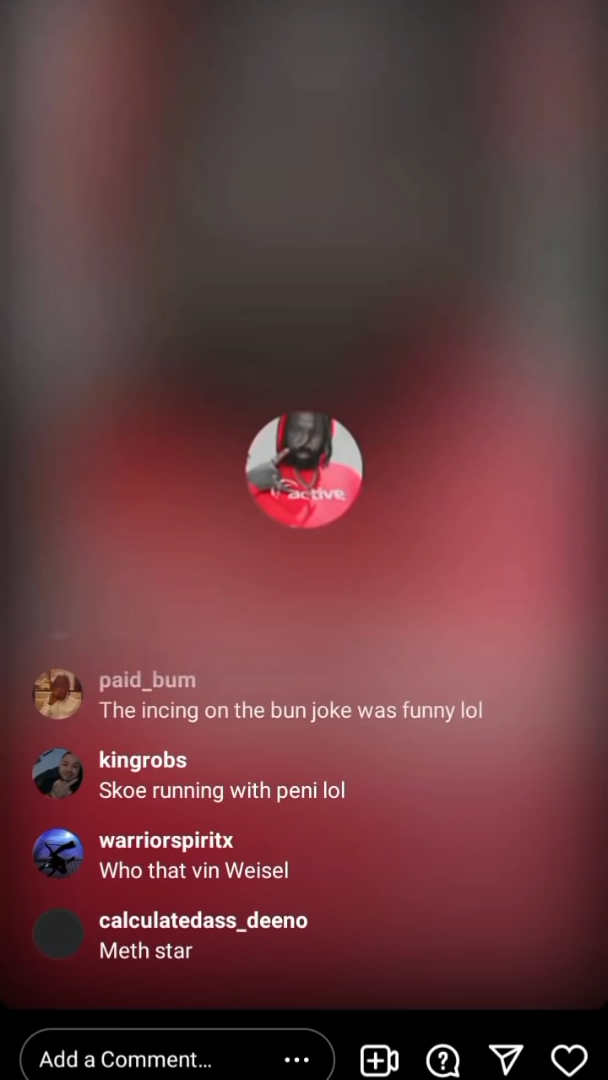 active
paid_bum
The incing on the bun joke was funny lol
kingrobs
Skoe running with peni lol
warriorspiritx
Who that vin Weisel
calculatedass_deeno
Meth star
Add a Comment...